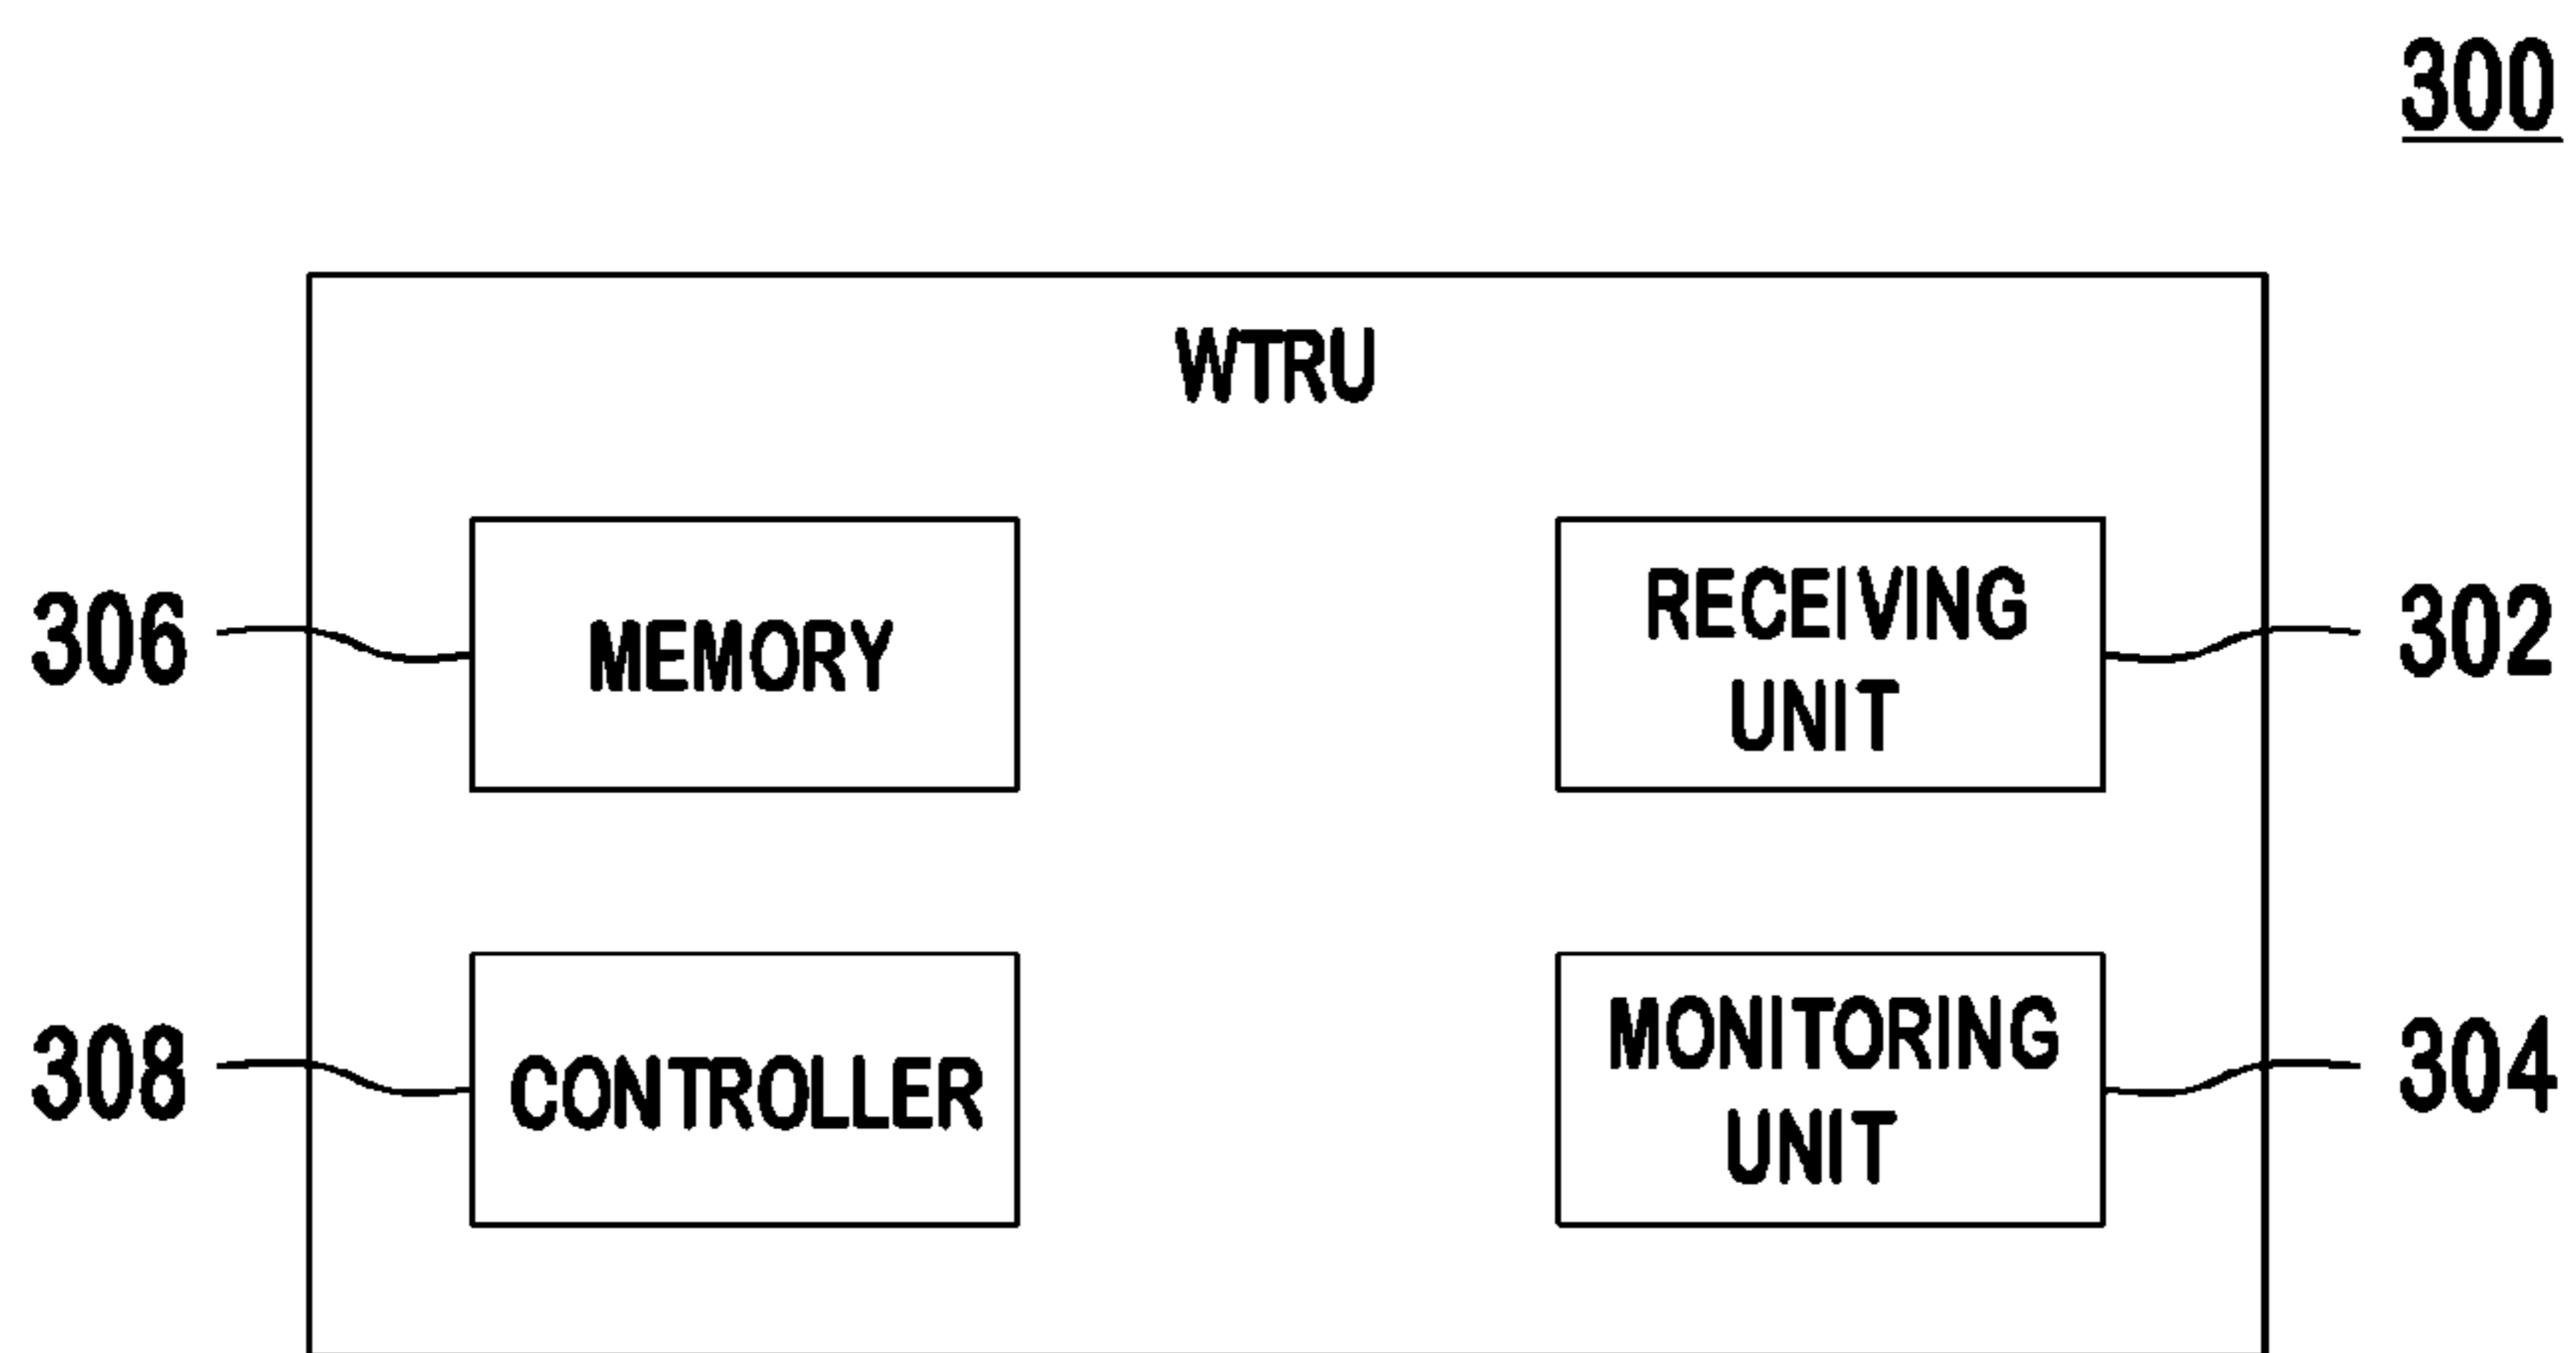 300
WTRU
306
MEMORY
RECEIVING
UNIT
302
308
CONTROLLER
MONITORING
UNIT
304